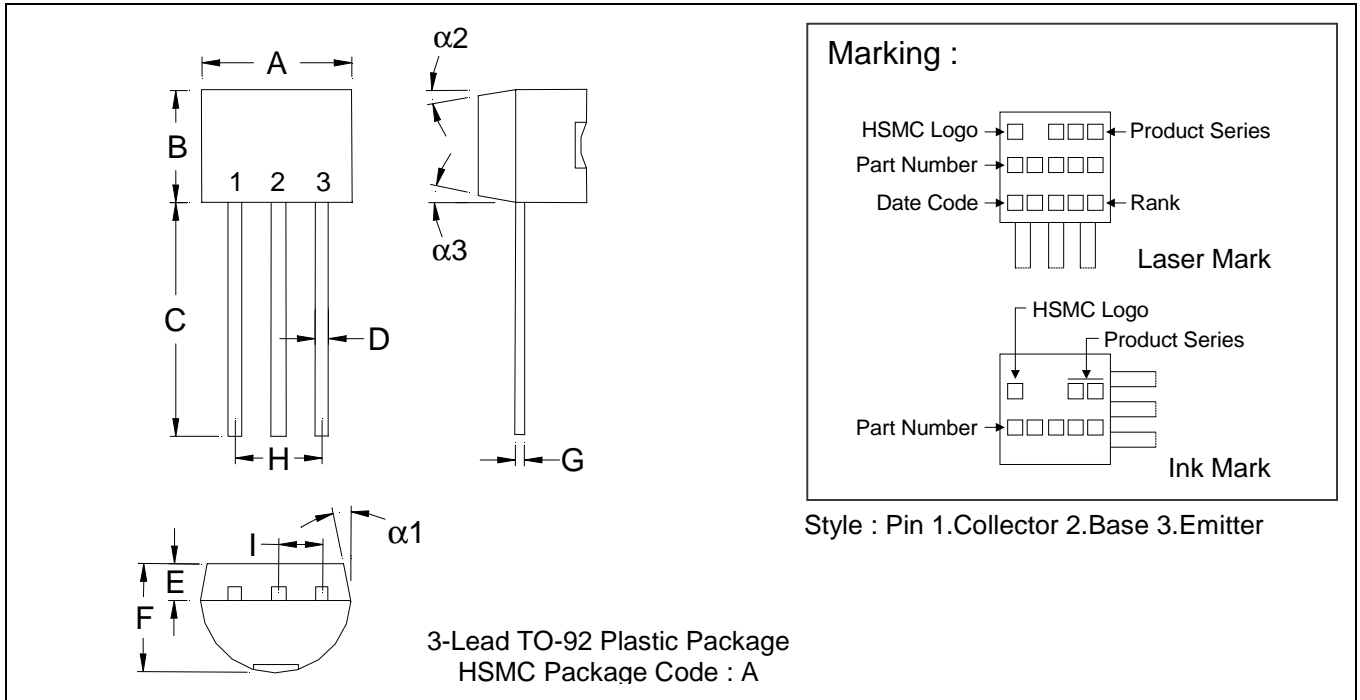 α2
A
B
1 2 3
α3
C
D
H
G
α1
I
E
F
3-Lead TO-92 Plastic Package
HSMC Package Code : A
Marking :
HSMC Logo
Product Series
Part Number
Date Code
Rank
Laser Mark
HSMC Logo
Product Series
Part Number
Ink Mark
Style : Pin 1.Collector 2.Base 3.Emitter